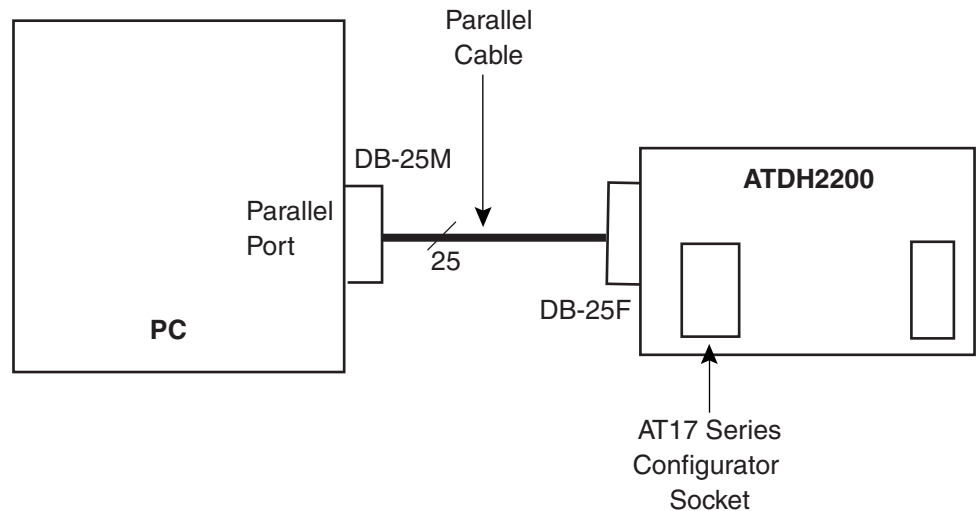 Parallel
Cable
DB-25M
ATDH2200
Parallel
Port
25
DB-25F
PC
AT17 Series
Configurator
Socket